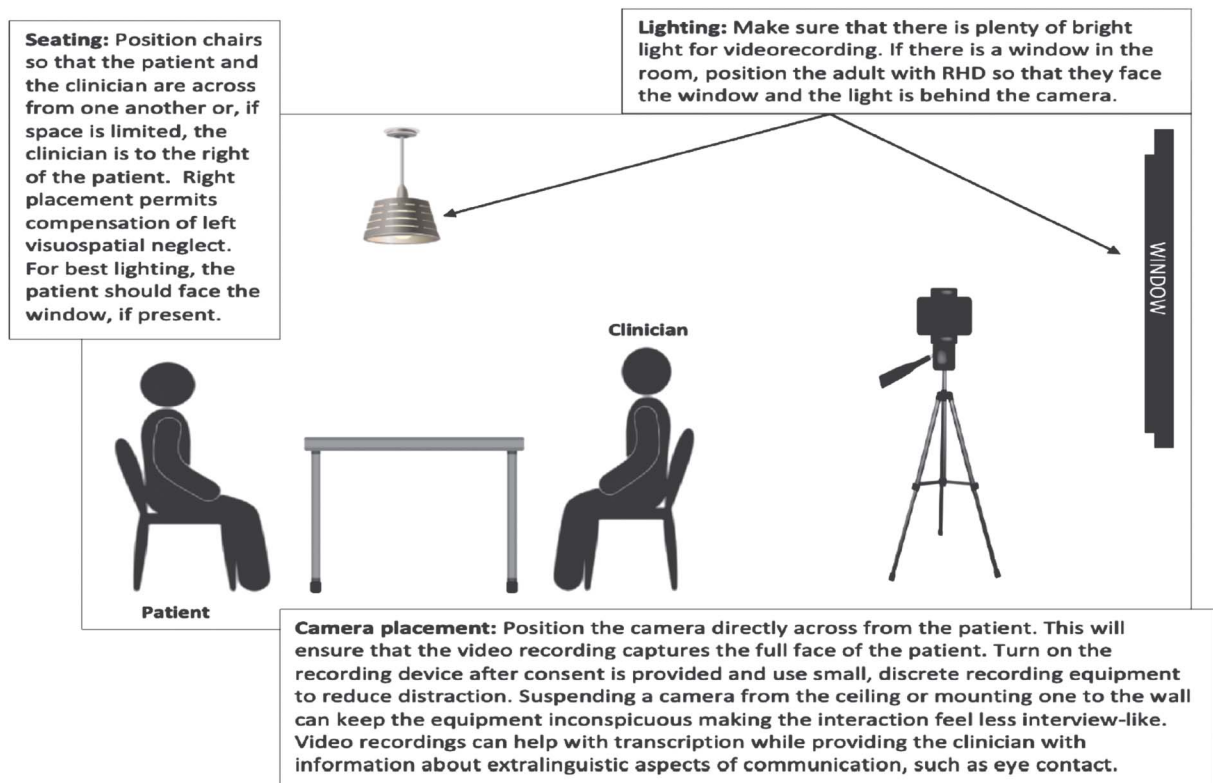 Seating: Position chairs
so that the patient and
the clinician are across
from one another or, if
space is limited, the
clinician is to the right
of the patient. Right
placement permits
compensation of left
visuospatial neglect.
For best lighting, the
patient should face the
window, if present.
Lighting: Make sure that there is plenty of bright
light for videorecording. If there is a window in the
room, position the adult with RHD so that they face
the window and the light is behind the camera.
WINDOW
Clinician
Patient
Camera placement: Position the camera directly across from the patient. This will
ensure that the video recording captures the full face of the patient. Turn on the
recording device after consent is provided and use small, discrete recording equipment
to reduce distraction. Suspending a camera from the ceiling or mounting one to the wall
can keep the equipment inconspicuous making the interaction feel less interview-like.
Video recordings can help with transcription while providing the clinician with
information about extralinguistic aspects of communication, such as eye contact.